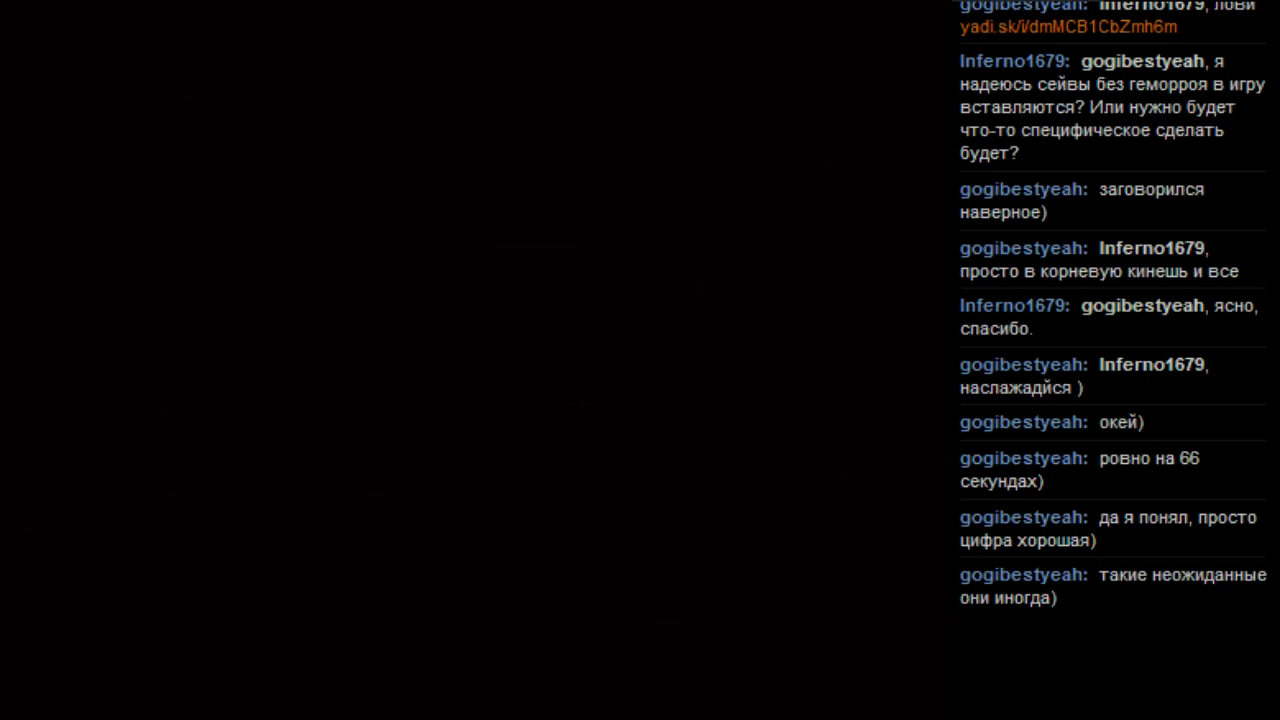 gogibestyeah: Inferno1679, лови
yadi.sk/i/dmMCB1CbZmh6m
Inferno1679: gogibestyeah, я
надеюсь сейвы без геморроя в игру
вставляются? Или нужно будет
что-то специфическое сделать
будет?
gogibestyeah: заговорился
наверное)
gogibestyeah: Inferno1679,
просто в корневую кинешь и все
Inferno1679: gogibestyeah, ясно,
спасибо.
gogibestyeah: Inferno1679,
наслажадйся )
gogibestyeah: окей)
gogibestyeah: ровно на 66
секундах)
gogibestyeah: да я понял, просто
цифра хорошая)
gogibestyeah: такие неожиданные
они иногда)